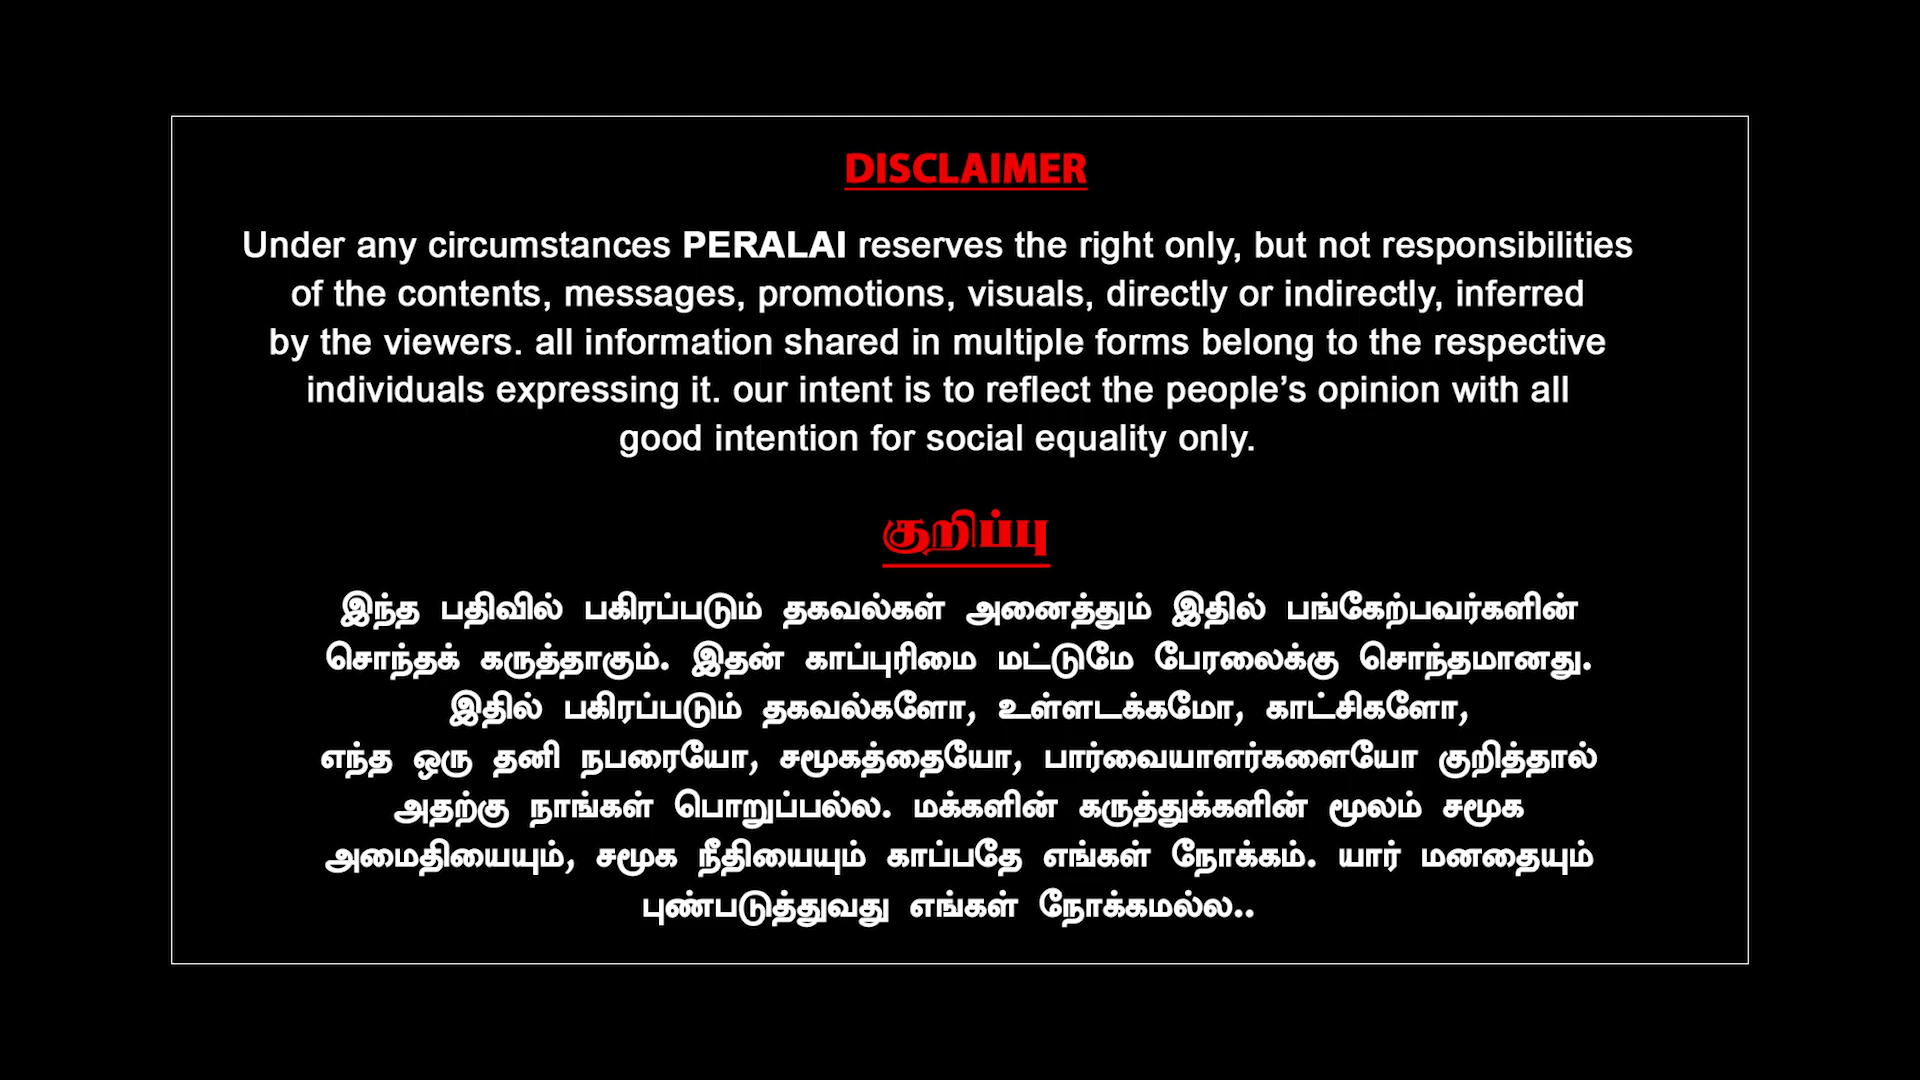 DISCLAIMER
Under any circumstances PERALAI reserves the right only, but not responsibilities
of the contents, messages, promotions, visuals, directly or indirectly, inferred
by the viewers. all information shared in multiple forms belong to the respective
individuals expressing it. our intent is to reflect the people’s opinion with all
good intention for social equality only.
குறிப்பு
இந்த பதிவில் பகிரப்படும் தகவல்கள் அனைத்தும் இதில் பங்கேற்பவர்களின்
சொந்தக் கருத்தாகும். இதன் காப்புரிமை மட்டுமே பேரலைக்கு சொந்தமானது.
இதில் பகிரப்படும் தகவல்களோ, உள்ளடக்கமோ, காட்சிகளோ,
எந்த ஒரு தனி நபரையோ, சமூகத்தையோ, பார்வையாளர்களையோ குறித்தால்
அதற்கு நாங்கள் பொறுப்பல்ல. மக்களின் கருத்துக்களின் மூலம் சமூக
அமைதியையும், சமூக நீதியையும் காப்பதே எங்கள் நோக்கம். யார் மனதையும்
புண்படுத்துவது எங்கள் நோக்கமல்ல..